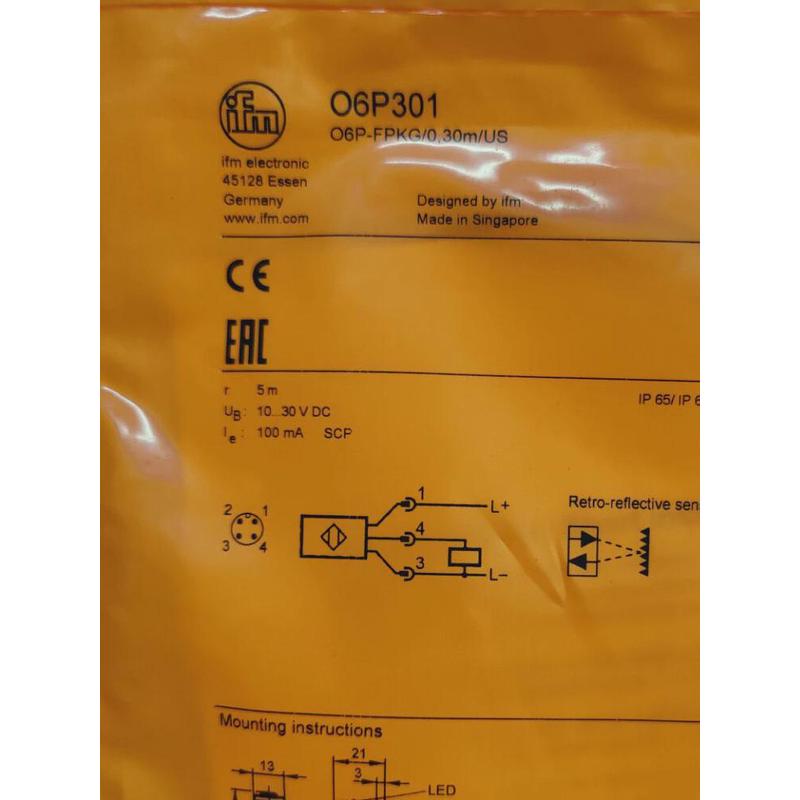 ifm
O6P301
O6P-FPKG/0,30m/US
ifm electronic
45128 Essen
Germany
www.ifm.com
Designed by ifm
Made in Singapore
CE
EAC
r 5 m
IP 65/ IP
UB: 10...30 V DC
Ie: 100 mA SCP
2 1
3 4
1 L+
4
3 L–
Retro-reflective
Mounting instructions
21
13
3
LED